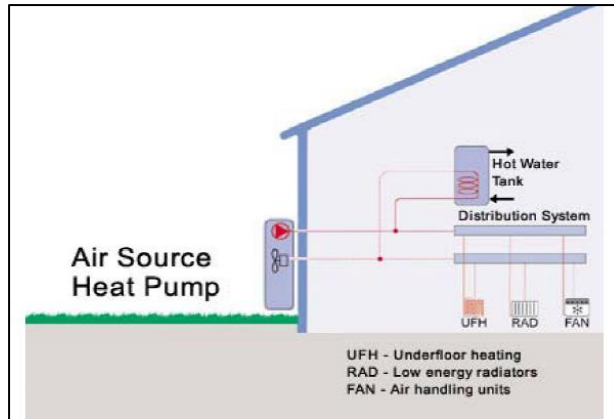 Hot Water
Tank
Distribution System
Air Source
Heat Pump
UFH RAD FAN
UFH - Underfloor heating
RAD - Low energy radiators
FAN - Air handling units